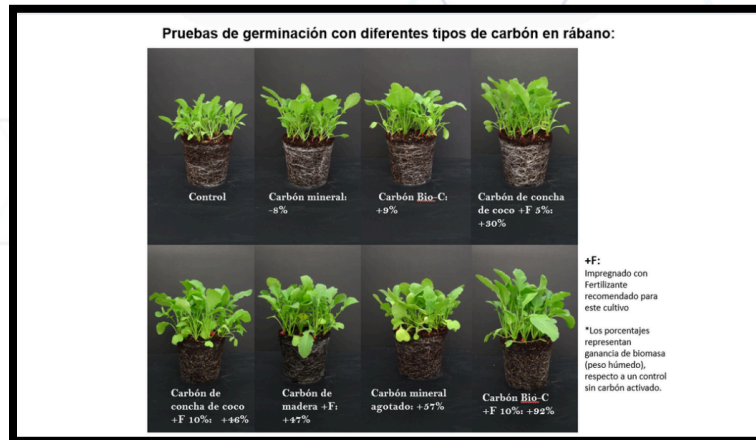 Pruebas de germinación con diferentes tipos de carbón en rábano:
Control
Carbón mineral:
-8%
Carbón Bio-C:
+9%
Carbón de concha
de coco +F 5%:
+30%
Carbón de
concha de coco
+F 10%: +46%
Carbón de
madera +F:
+47%
Carbón mineral
agotado: +57%
Carbón Bio-C
+F 10%: +92%
+F:
Impregnado con
Fertilizante
recomendado para
este cultivo
*Los porcentajes
representan
ganancia de biomasa
(peso húmedo),
respecto a un control
sin carbón activado.